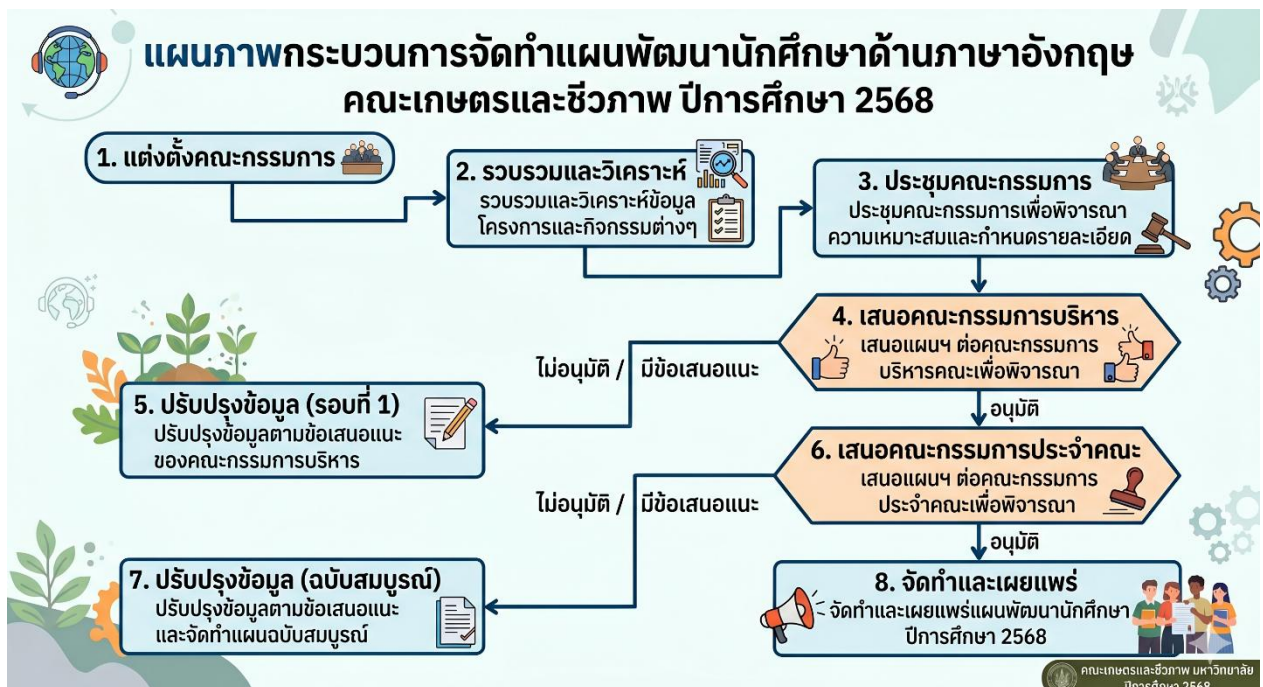 แผนภาพกระบวนการจัดทำแผนพัฒนานักศึกษาด้านภาษาอังกฤษ
คณะเกษตรและชีวภาพ ปีการศึกษา 2568
1. แต่งตั้งคณะกรรมการ
2. รวบรวมและวิเคราะห์
รวบรวมและวิเคราะห์ข้อมูล
โครงการและกิจกรรมต่างๆ
3. ประชุมคณะกรรมการ
ประชุมคณะกรรมการเพื่อพิจารณา
ความเหมาะสมและกำหนดรายละเอียด
4. เสนอคณะกรรมการบริหาร
เสนอแผนฯ ต่อคณะกรรมการ
บริหารคณะเพื่อพิจารณา
ไม่อนุมัติ / มีข้อเสนอแนะ
อนุมัติ
5. ปรับปรุงข้อมูล (รอบที่ 1)
ปรับปรุงข้อมูลตามข้อเสนอแนะ
ของคณะกรรมการบริหาร
6. เสนอคณะกรรมการประจำคณะ
เสนอแผนฯ ต่อคณะกรรมการ
ประจำคณะเพื่อพิจารณา
ไม่อนุมัติ / มีข้อเสนอแนะ
อนุมัติ
7. ปรับปรุงข้อมูล (ฉบับสมบูรณ์)
ปรับปรุงข้อมูลตามข้อเสนอแนะ
และจัดทำแผนฉบับสมบูรณ์
8. จัดทำและเผยแพร่
จัดทำและเผยแพร่แผนพัฒนานักศึกษา
ปีการศึกษา 2568
คณะเกษตรและชีวภาพ มหาวิทยาลัย
ปีการศึกษา 2568